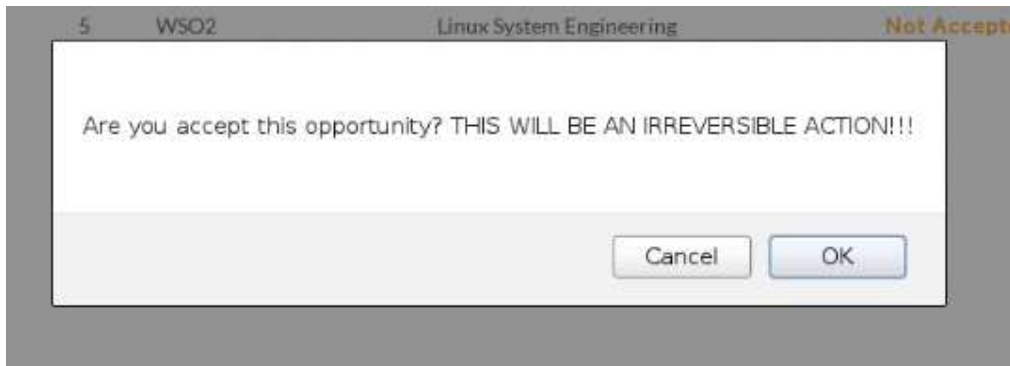 5 WSO2 Linux System Engineering Not Accept
Are you accept this opportunity? THIS WILL BE AN IRREVERSIBLE ACTION!!!
Cancel OK